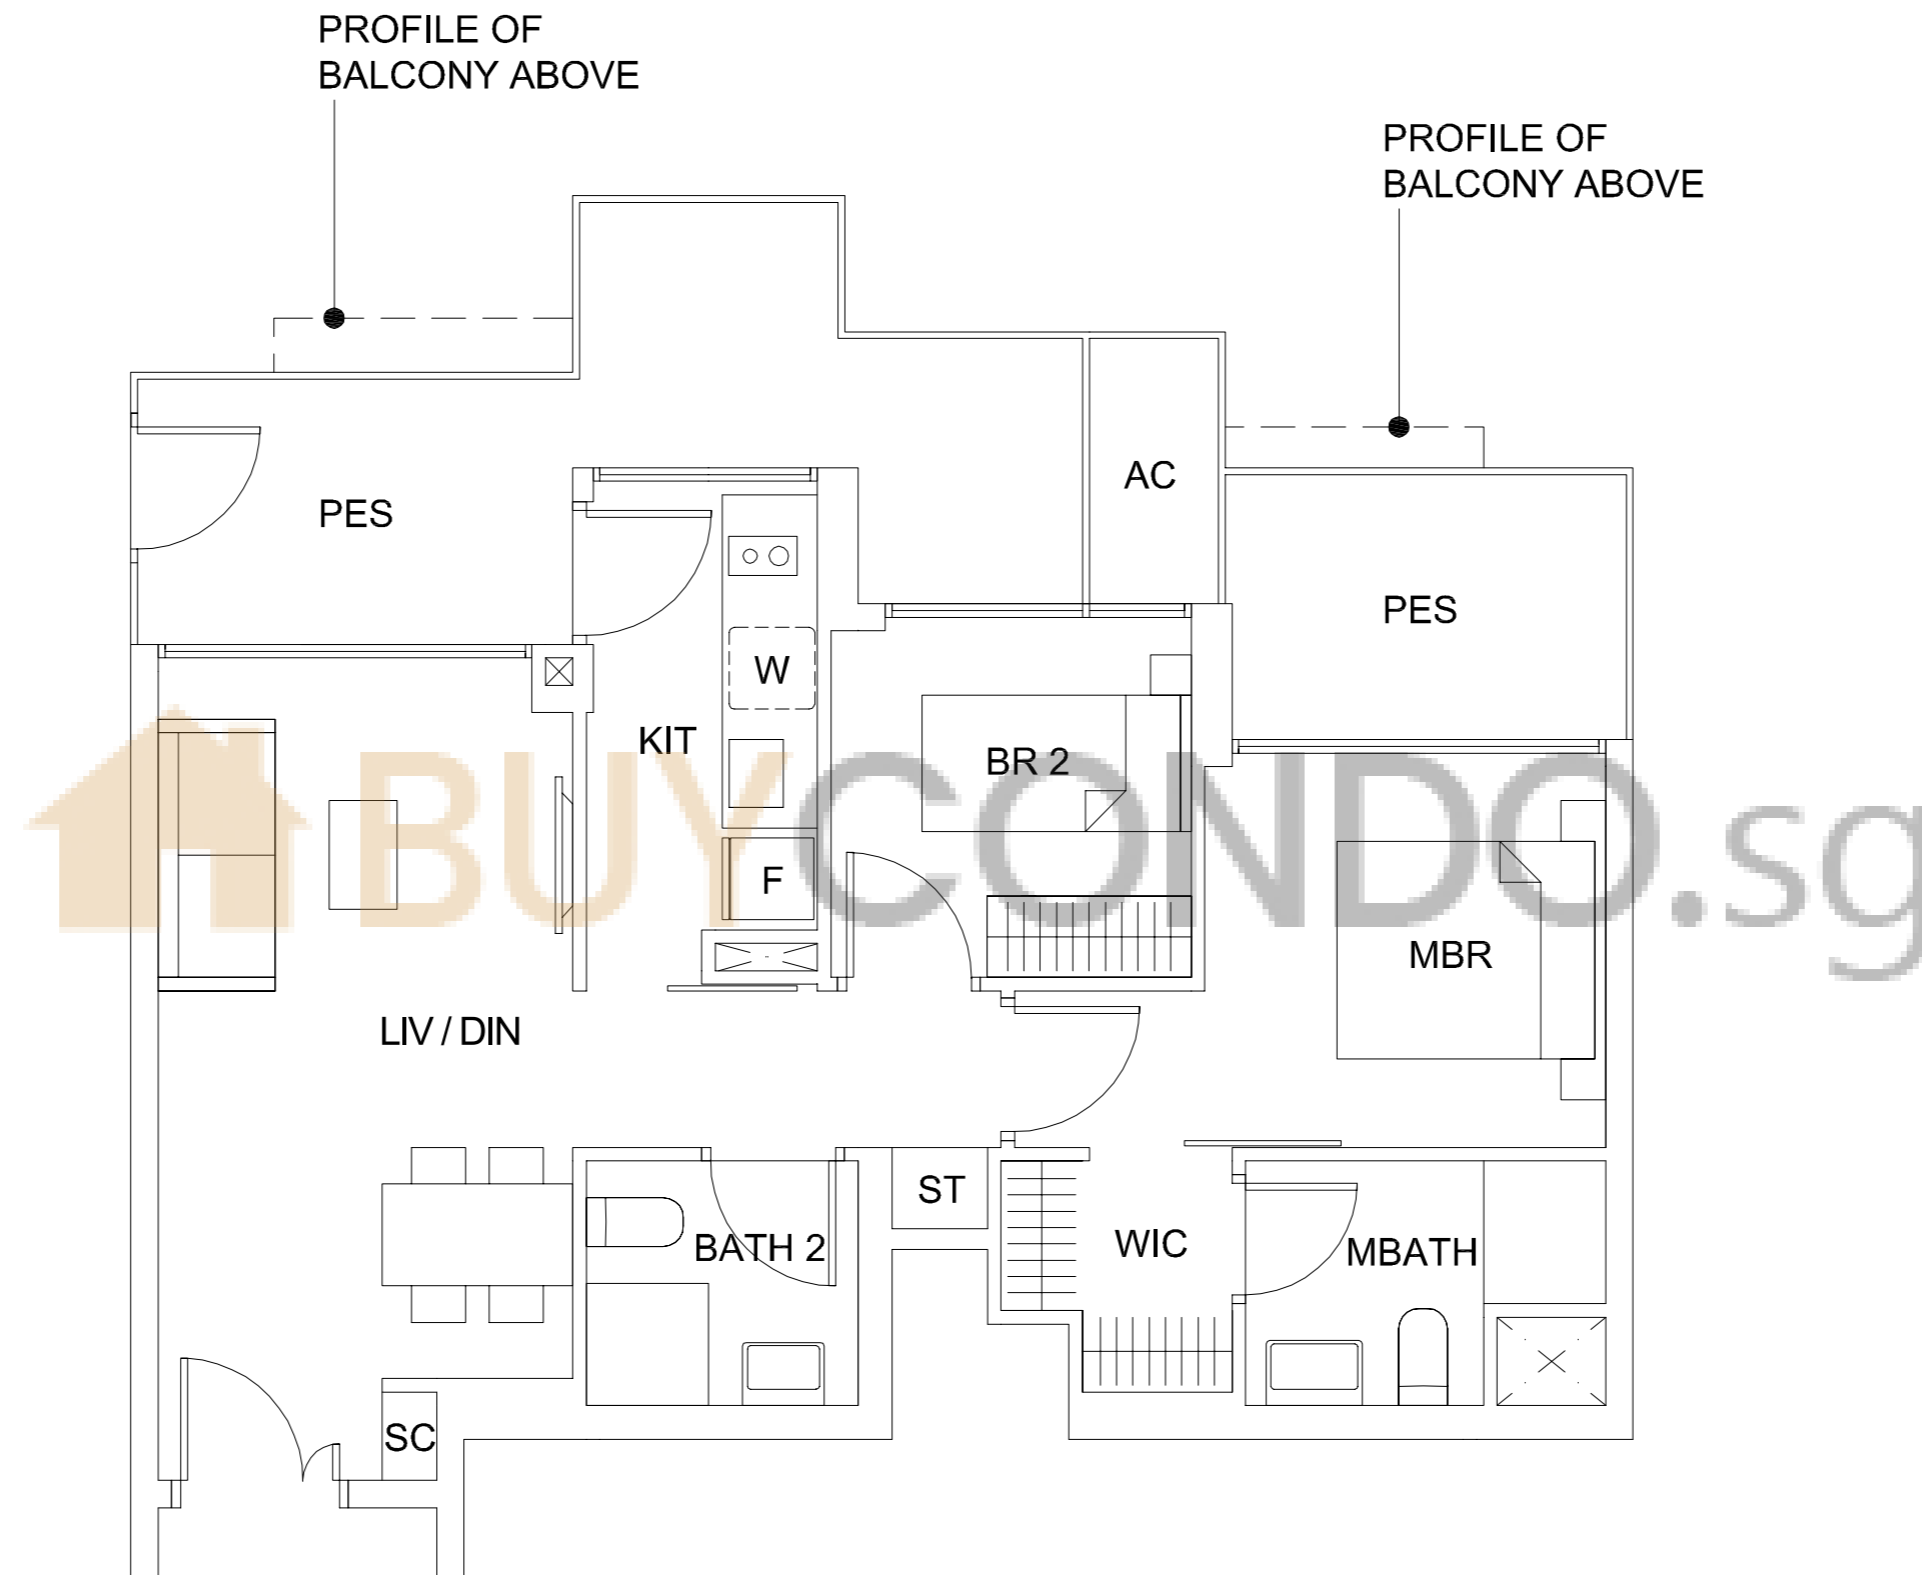 PROFILE OF
BALCONY ABOVE
PROFILE OF
BALCONY ABOVE
AC
PES
PES
W
KIT
BR 2
BUYCONDO.sg
F
MBR
LIV / DIN
ST
BATH 2
WIC
MBATH
SC